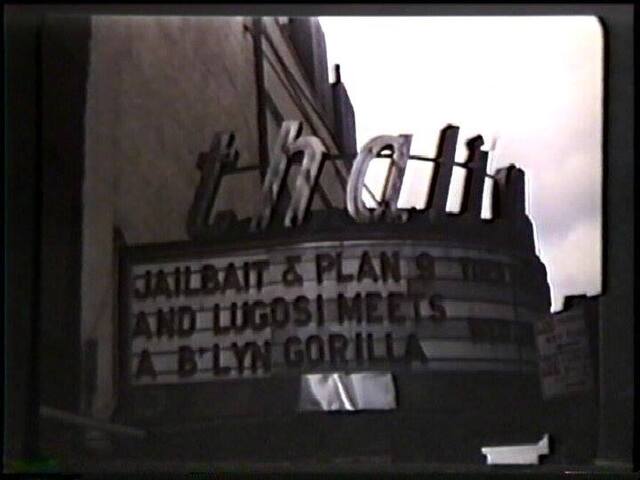 thalia
JAILBAIT & PLAN 9
AND LUGOSI MEETS
A B'LYN GORILLA